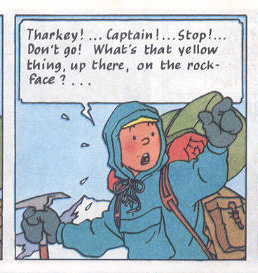 Tharkey! ... Captain!... Stop!...
Don't go! What's that yellow
thing, up there, on the rock-
face?...